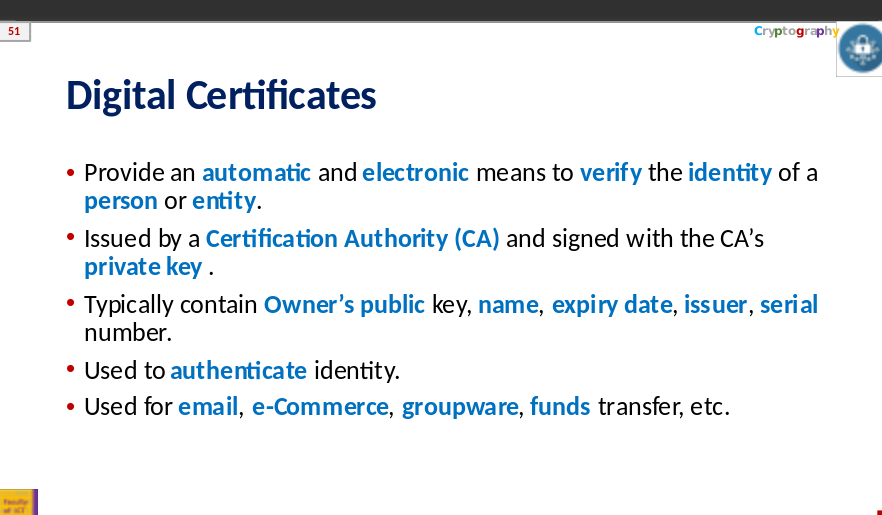 51
Cryptography
Digital Certificates
• Provide an automatic and electronic means to verify the identity of a
person or entity.
• Issued by a Certification Authority (CA) and signed with the CA’s
private key .
• Typically contain Owner’s public key, name, expiry date, issuer, serial
number.
• Used to authenticate identity.
• Used for email, e-Commerce, groupware, funds transfer, etc.
Faculty
of ICT